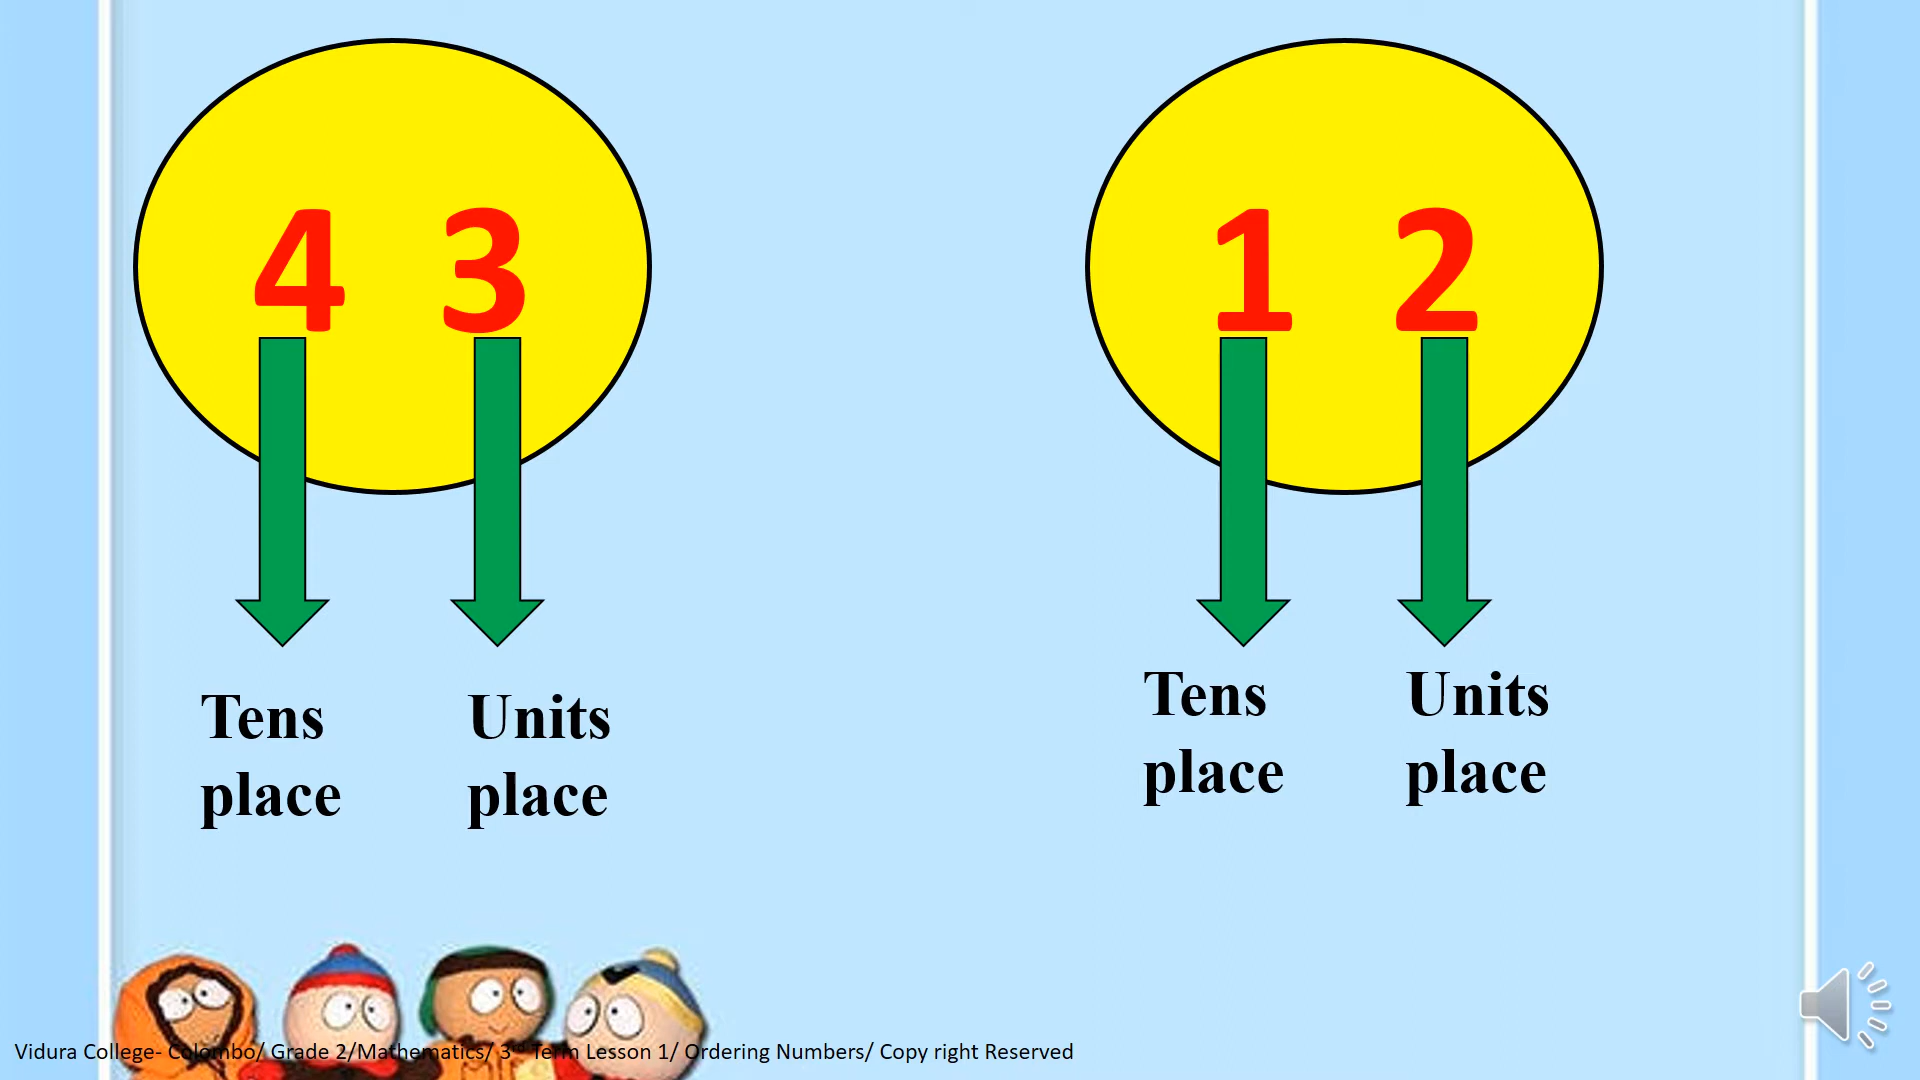 4 3
1 2
Tens
place
Units
place
Tens
place
Units
place
Vidura College- Colombo/ Grade 2/Mathematics/ 3rd Term Lesson 1/ Ordering Numbers/ Copy right Reserved